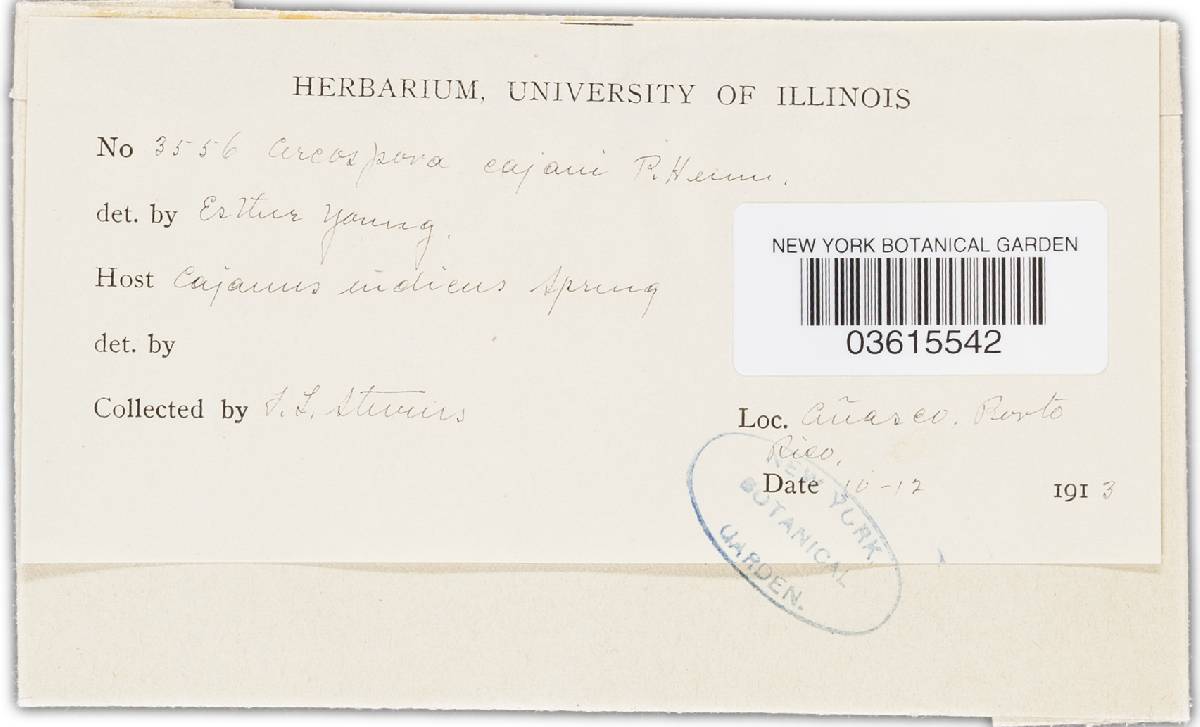 HERBARIUM, UNIVERSITY OF ILLINOIS
No 3556 Cercospora cajani P. Henn.
det. by Esther Young.
Host Cajanus indicus Spreng
det. by
Collected by F. L. Stevens
NEW YORK BOTANICAL GARDEN
03615542
Loc. Añasco. Porto
Rico.
Date 10-12 1913
NEW YORK
BOTANICAL
GARDEN.